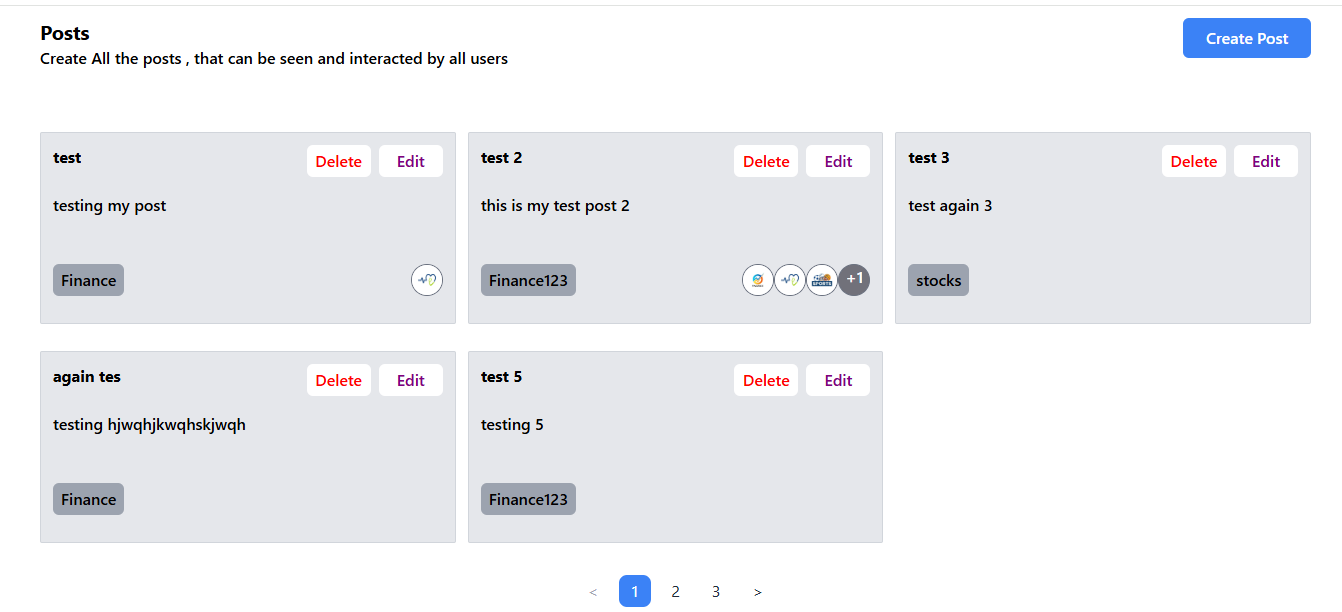 Posts
Create Post
Create All the posts , that can be seen and interacted by all users
test
Delete
Edit
testing my post
Finance
test 2
Delete
Edit
this is my test post 2
Finance123
SPORTS
+1
test 3
Delete
Edit
test again 3
stocks
again tes
Delete
Edit
testing hjwqhjkwqhskjwqh
Finance
test 5
Delete
Edit
testing 5
Finance123
< 1 2 3 >